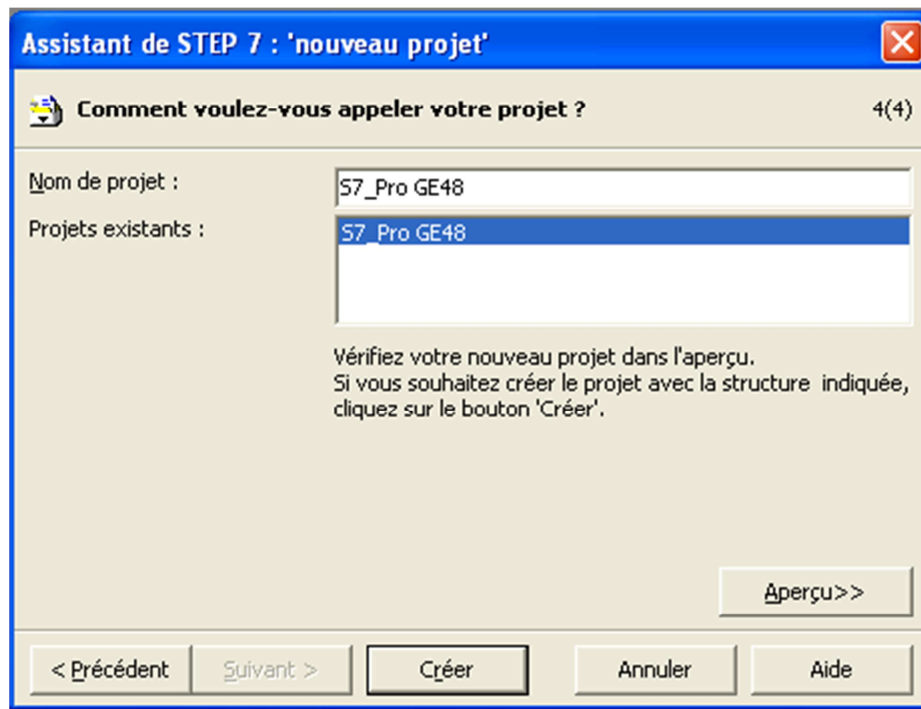 Assistant de STEP 7 : 'nouveau projet'
Comment voulez-vous appeler votre projet ? 4(4)
Nom de projet : S7_Pro GE48
Projets existants : S7_Pro GE48
Vérifiez votre nouveau projet dans l'aperçu.
Si vous souhaitez créer le projet avec la structure indiquée,
cliquez sur le bouton 'Créer'.
Aperçu>>
< Précédent Suivant > Créer Annuler Aide